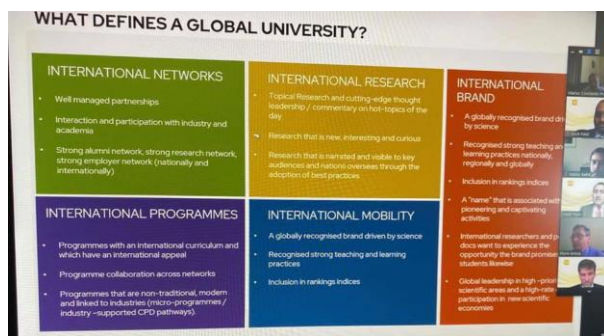 WHAT DEFINES A GLOBAL UNIVERSITY?
INTERNATIONAL NETWORKS
Well managed partnerships
Interaction and participation with industry and
academia
Strong alumni network, strong research network,
strong employer network (nationally and
internationally)
INTERNATIONAL RESEARCH
Topical Research and cutting-edge thought
leadership / commentary on hot-topics of the
day
Research that is new, interesting and curious
Research that is narrated and visible to key
audiences and nations overseas through the
adoption of best practices
INTERNATIONAL
BRAND
A globally recognised brand
by science
Recognised strong teaching
learning practices nationally,
regionally and globally
Inclusion in rankings indices
A "name" that is associated with
pioneering and captivating
activities
International researchers and
docs want to experience the
opportunity the brand
students likewise
Global leadership in high
scientific areas and a high-rate
participation in new scientific
economies
INTERNATIONAL PROGRAMMES
Programmes with an international curriculum and
which have an international appeal
Programme collaboration across networks
Programmes that are non-traditional, modern
and linked to industries (micro-programmes /
industry -supported CPD pathways).
INTERNATIONAL MOBILITY
A globally recognised brand driven by science
Recognised strong teaching and learning
practices
Inclusion in rankings indices